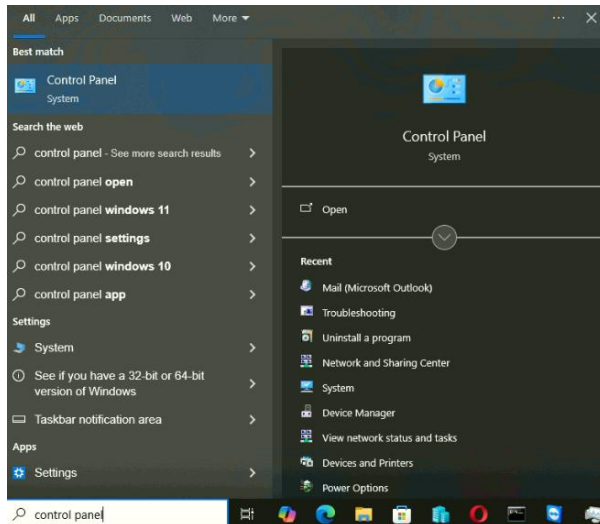 All Apps Documents Web More
Best match
Control Panel
System
Search the web
control panel - See more search results
control panel open
control panel windows 11
control panel settings
control panel windows 10
control panel app
Settings
System
See if you have a 32-bit or 64-bit
version of Windows
Taskbar notification area
Apps
Settings
control panel
Control Panel
System
Open
Recent
Mail (Microsoft Outlook)
Troubleshooting
Uninstall a program
Network and Sharing Center
System
Device Manager
View network status and tasks
Devices and Printers
Power Options